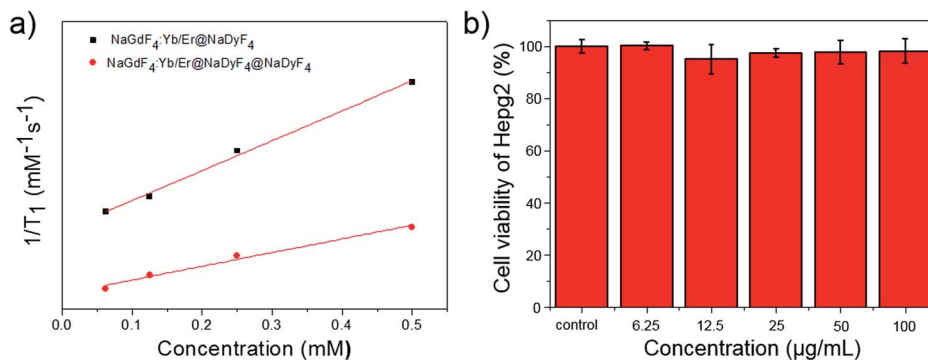 a)
NaGdF₄:Yb/Er@NaDyF₄
NaGdF₄:Yb/Er@NaDyF₄@NaDyF₄
1/T₁ (mM⁻¹s⁻¹)
0.0 0.1 0.2 0.3 0.4 0.5
Concentration (mM)
b)
Cell viability of Hepg2 (%)
100
80
60
40
20
0
control 6.25 12.5 25 50 100
Concentration (µg/mL)